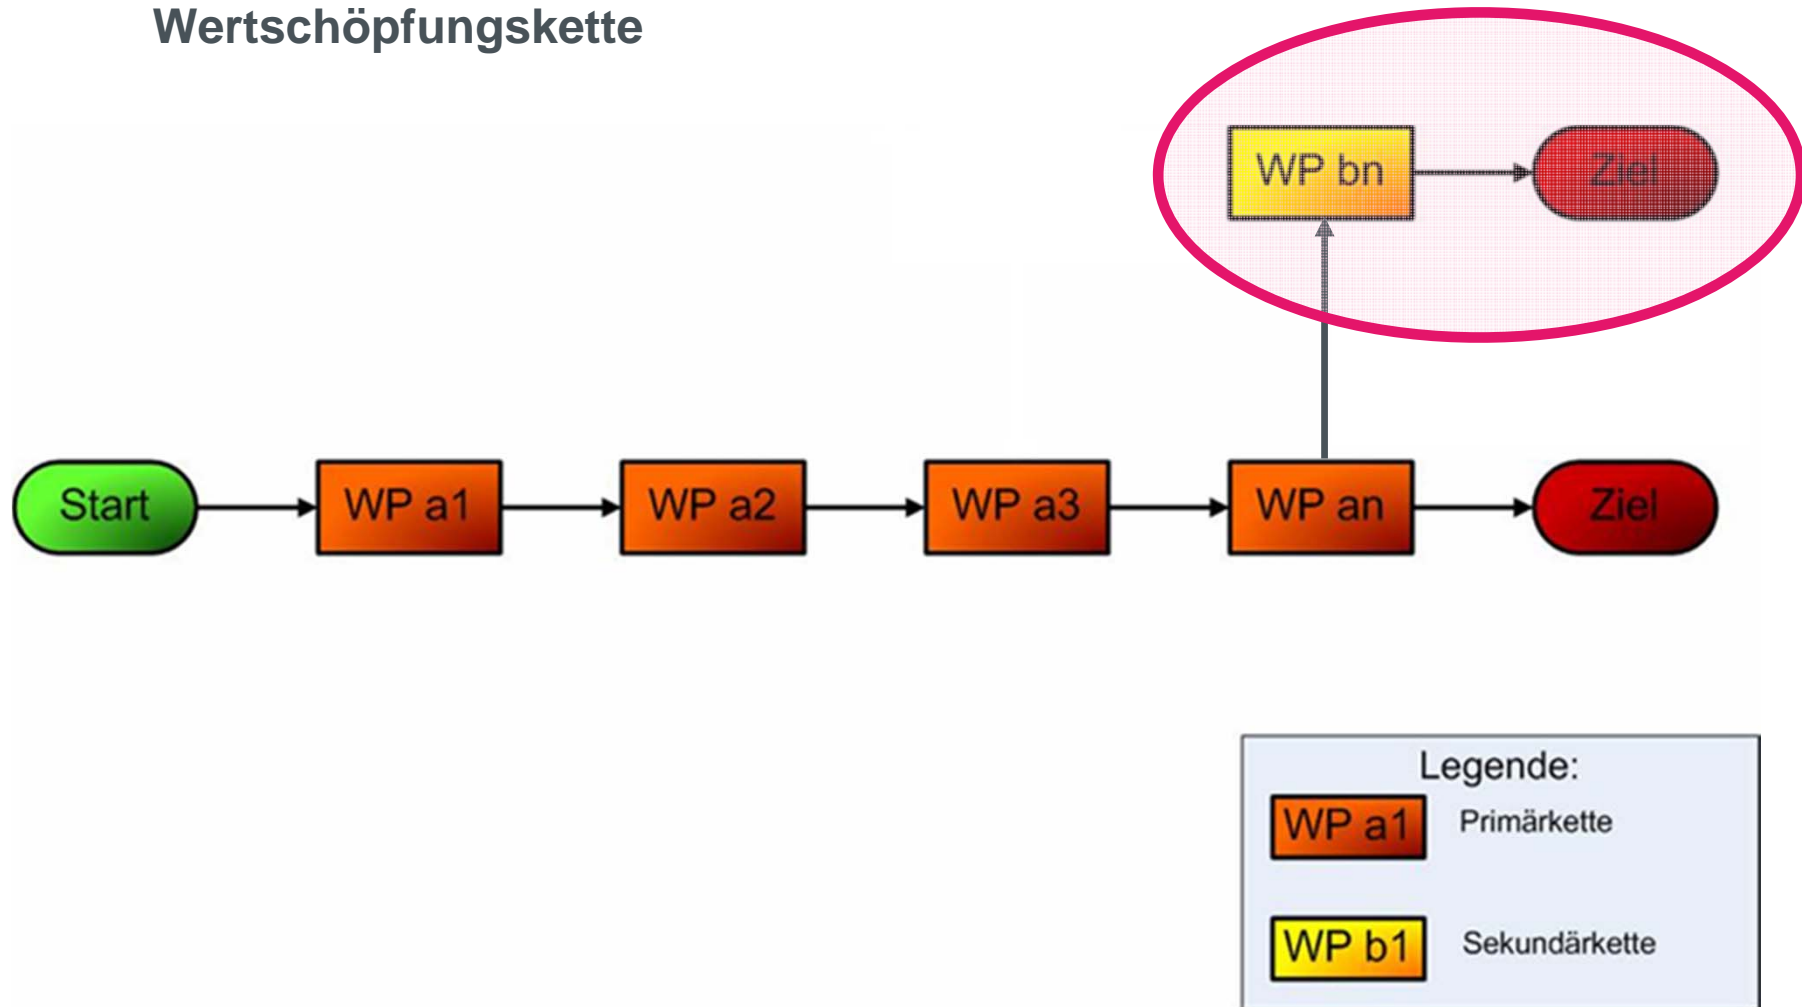 Wertschöpfungskette
WP bn
Ziel
Start
WP a1
WP a2
WP a3
WP an
Ziel
Legende:
WP a1
Primärkette
WP b1
Sekundärkette